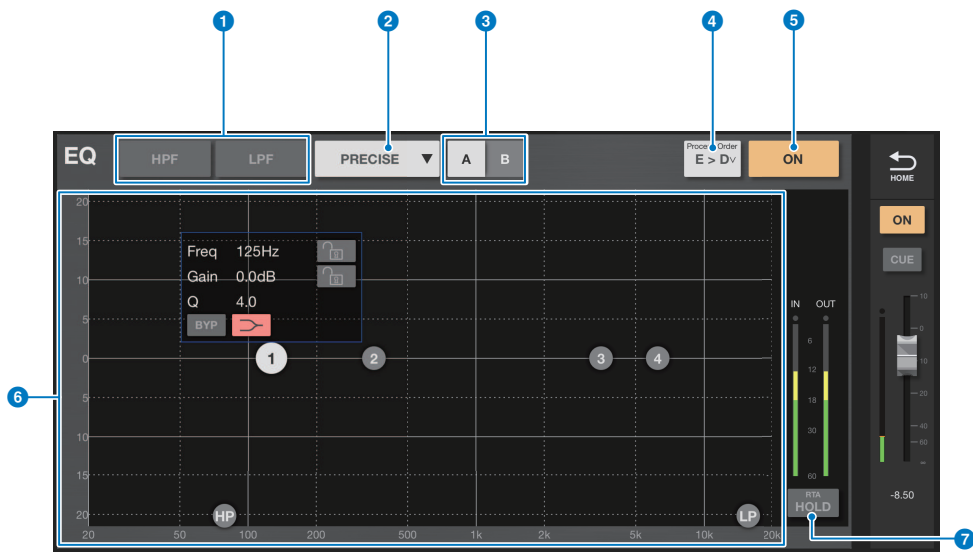 1 2 3 4 5
EQ HPF LPF PRECISE A B Process Order E > D ON HOME
ON
CUE
Freq 125Hz
Gain 0.0dB
Q 4.0
BYP
20
15
10
5
0
5
10
15
20
1 2 3 4
HP LP
20 50 100 200 500 1k 2k 5k 10k 20k
IN OUT
6
12
18
30
60
RTA
HOLD
10
0
10
20
40
60
∞
-8.50
6
7